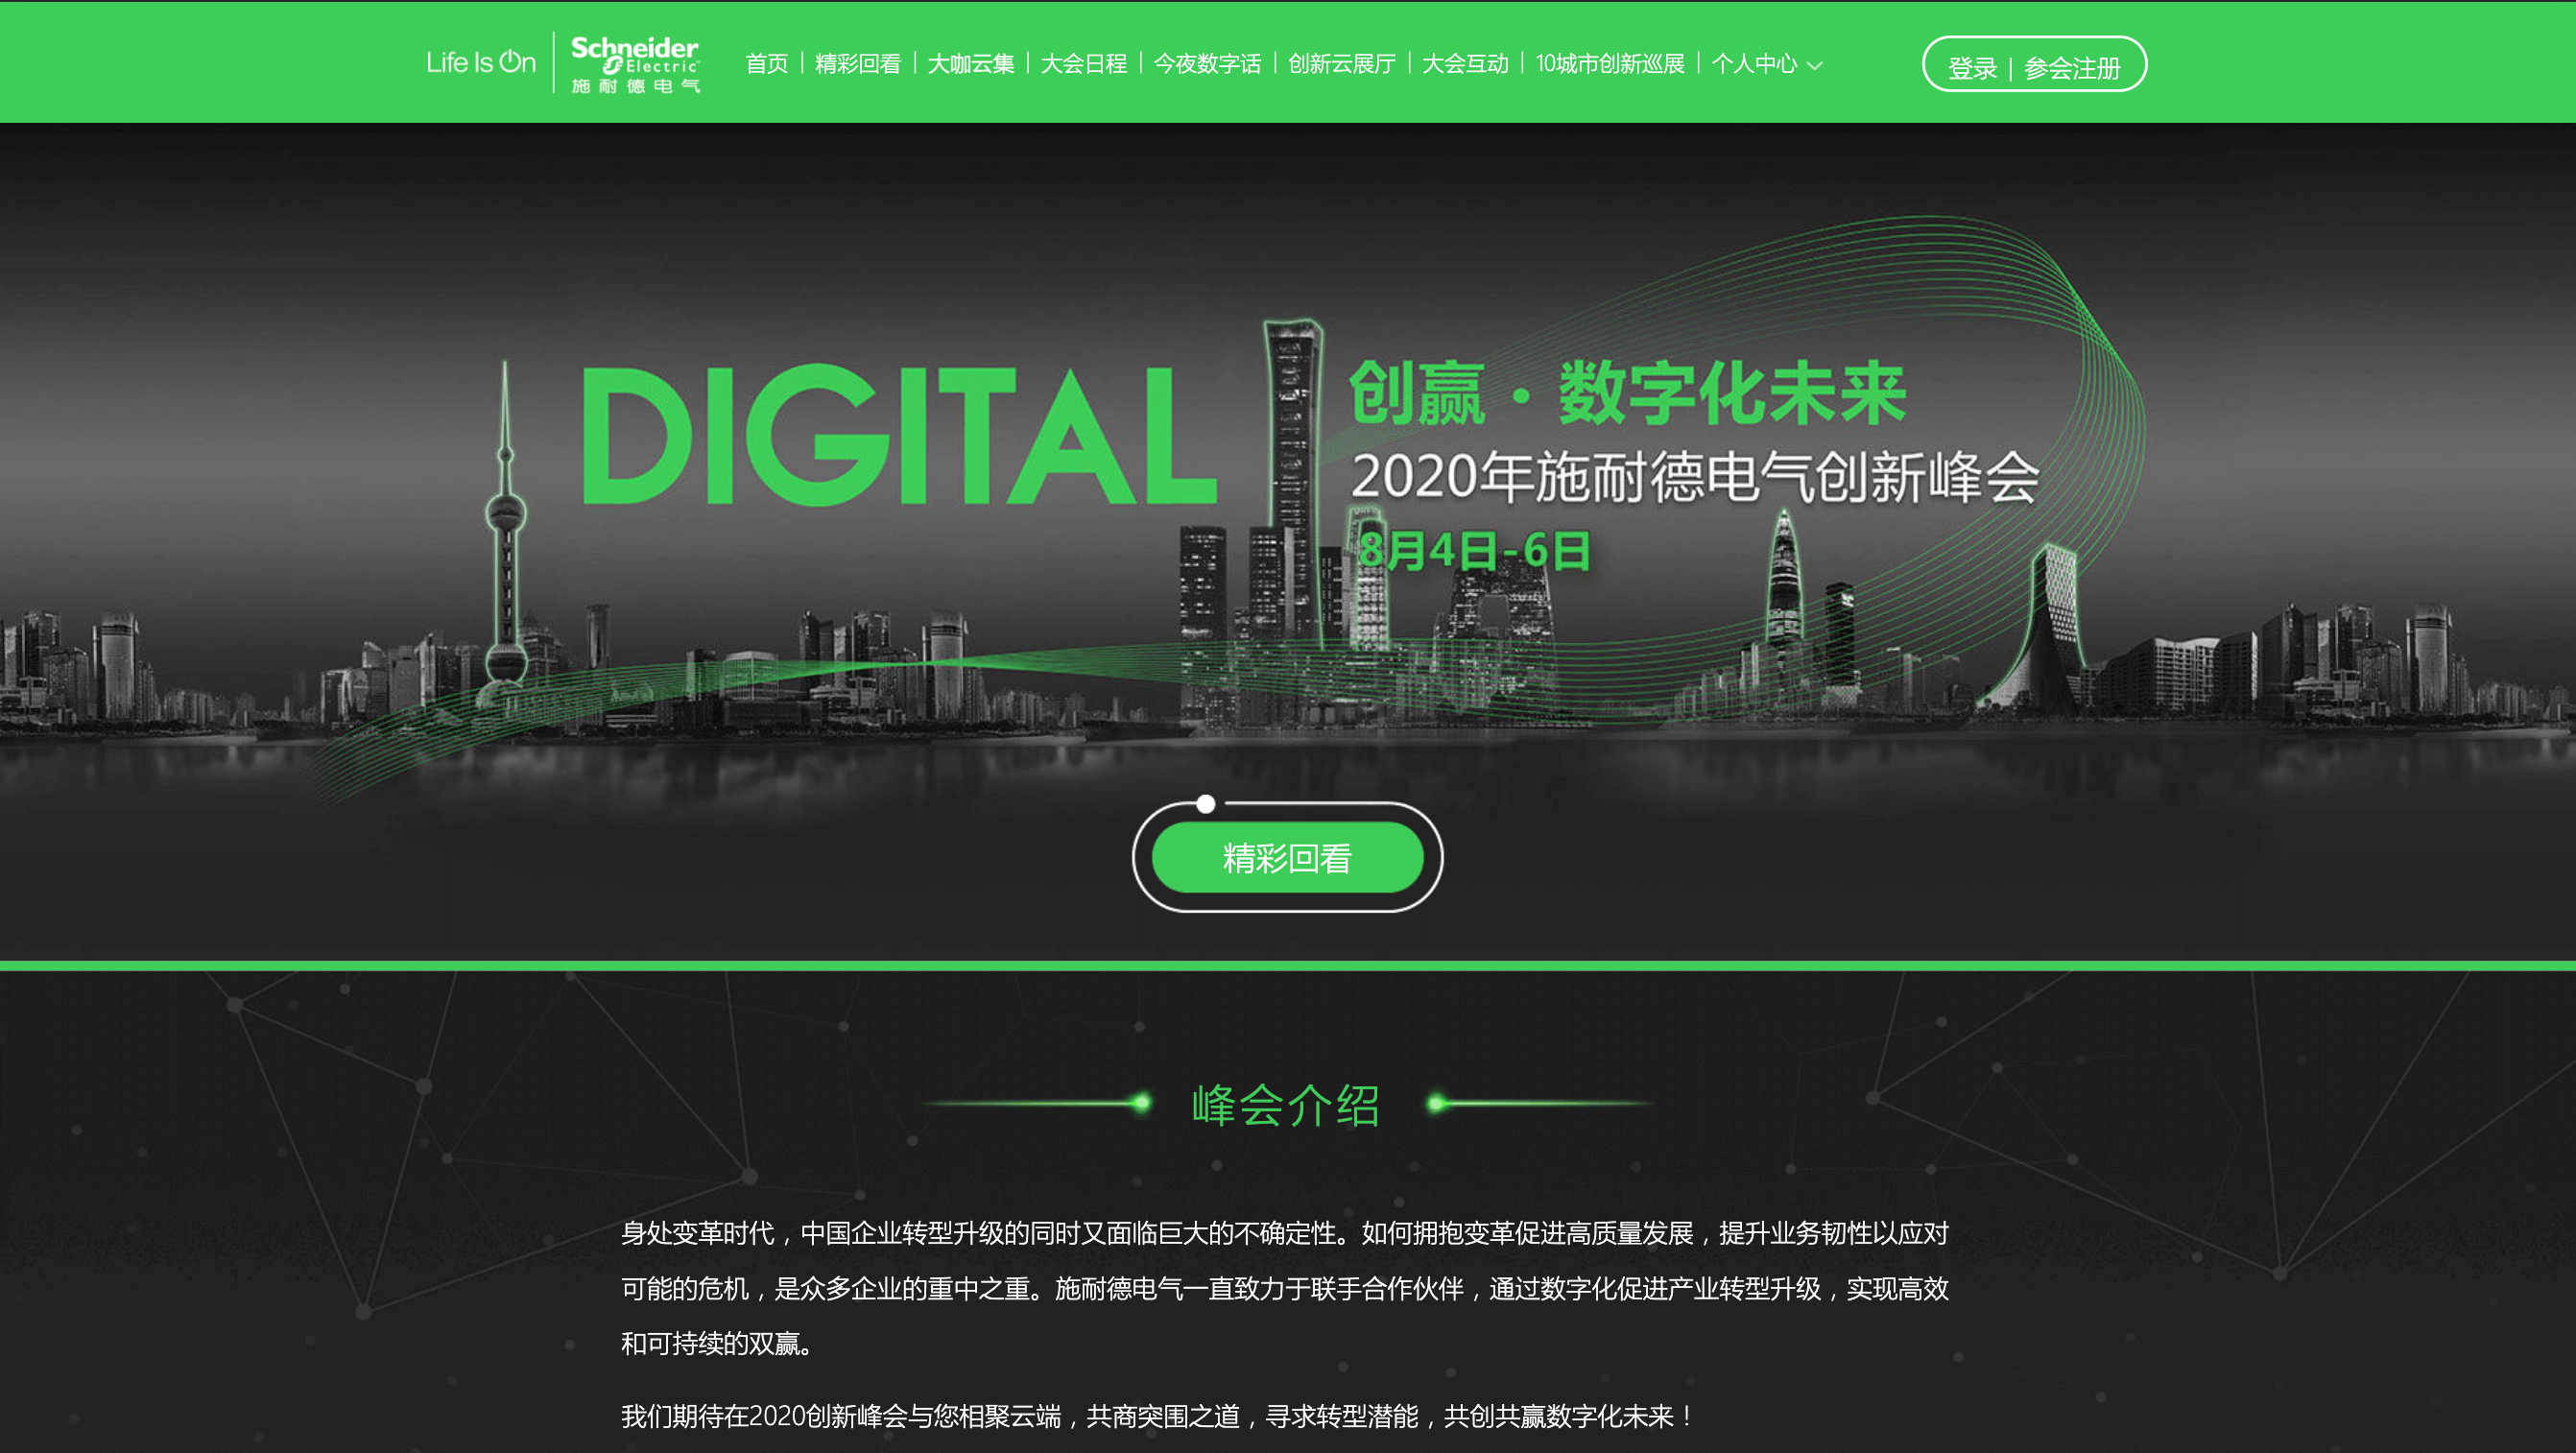 Life Is On
Schneider
Electric
施耐德电气
首页 | 精彩回看 | 大咖云集 | 大会日程 | 今夜数字话 | 创新云展厅 | 大会互动 | 10城市创新巡展 | 个人中心
登录 | 参会注册
DIGITAL
创赢·数字化未来
2020年施耐德电气创新峰会
8月4日-6日
精彩回看
峰会介绍
身处变革时代，中国企业转型升级的同时又面临巨大的不确定性。如何拥抱变革促进高质量发展，提升业务韧性以应对
可能的危机，是众多企业的重中之重。施耐德电气一直致力于联手合作伙伴，通过数字化促进产业转型升级，实现高效
和可持续的双赢。
我们期待在2020创新峰会与您相聚云端，共商突围之道，寻求转型潜能，共创共赢数字化未来！